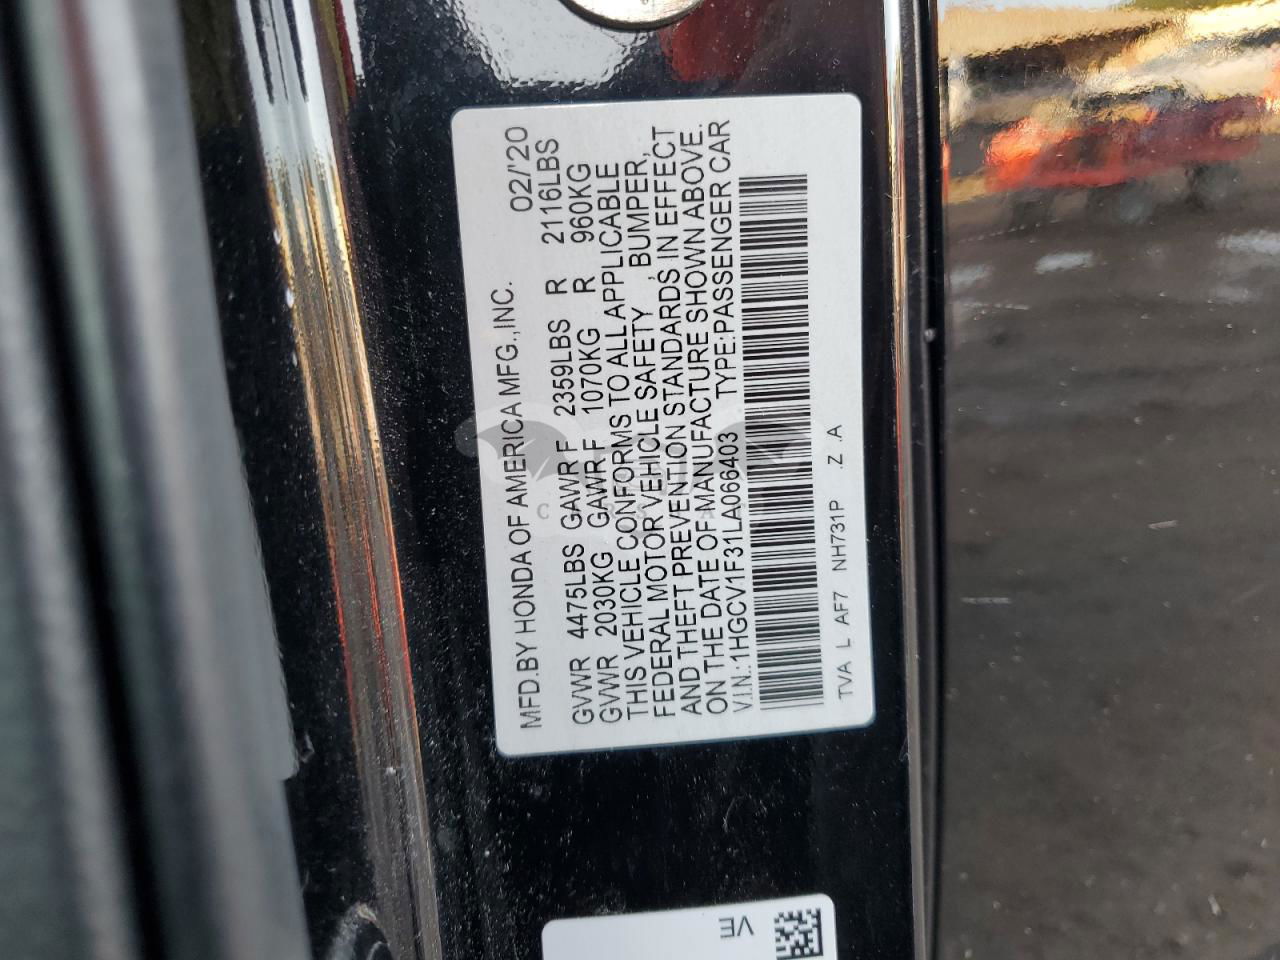 MFD.BY HONDA OF AMERICA MFG.,INC. 02/'20
GVWR 4475LBS GAWR F 2359LBS R 2116LBS
GVWR 2030KG GAWR F 1070KG R 960KG
THIS VEHICLE CONFORMS TO ALL APPLICABLE
FEDERAL MOTOR VEHICLE SAFETY , BUMPER,
AND THEFT PREVENTION STANDARDS IN EFFECT
ON THE DATE OF MANUFACTURE SHOWN ABOVE.
V.I.N.:1HGCV1F31LA066403 TYPE:PASSENGER CAR
TVA L AF7 NH731P .Z .A
VE